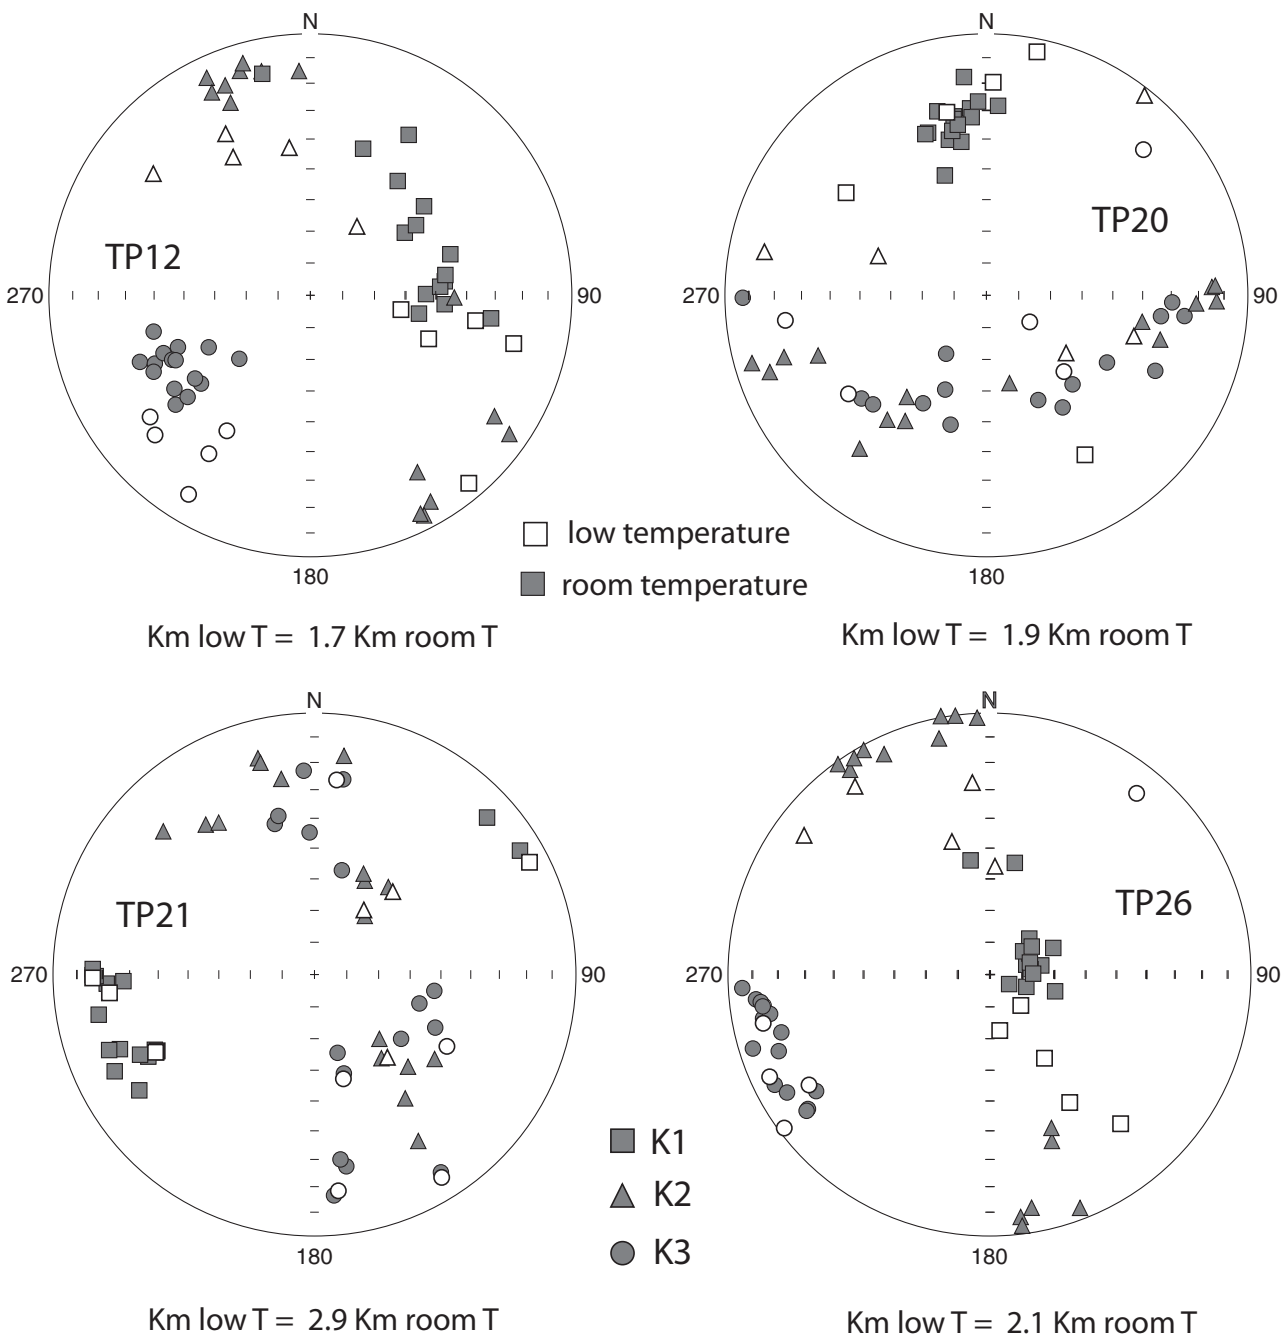 N
N
TP12
TP20
270
90
270
90
180
180
low temperature
room temperature
Km low T = 1.7 Km room T
Km low T = 1.9 Km room T
N
N
TP21
TP26
270
90
270
90
180
180
K1
K2
K3
Km low T = 2.9 Km room T
Km low T = 2.1 Km room T